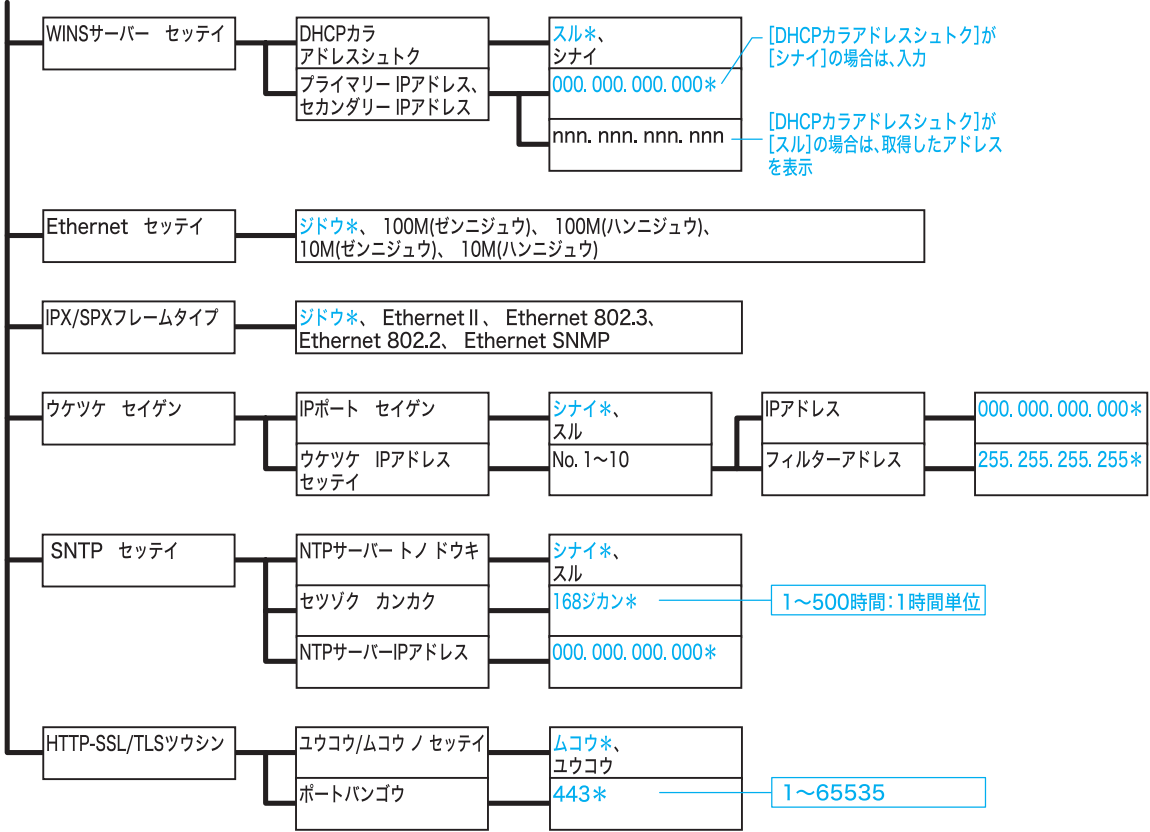 WINSサーバー セッテイ
DHCPカラ
アドレスシュトク
スル＊、
シナイ
[DHCPカラアドレスシュトク]が
[シナイ]の場合は、入力
プライマリー IPアドレス、
セカンダリー IPアドレス
000. 000. 000. 000＊
nnn. nnn. nnn. nnn
[DHCPカラアドレスシュトク]が
[スル]の場合は、取得したアドレス
を表示
Ethernet セッテイ
ジドウ＊、 100M(ゼンニジュウ)、 100M(ハンニジュウ)、
10M(ゼンニジュウ)、 10M(ハンニジュウ)
IPX/SPXフレームタイプ
ジドウ＊、 EthernetⅡ、 Ethernet 802.3、
Ethernet 802.2、 Ethernet SNMP
ウケツケ セイゲン
IPポート セイゲン
シナイ＊、
スル
ウケツケ IPアドレス
セッテイ
No. 1～10
IPアドレス
000. 000. 000. 000＊
フィルターアドレス
255. 255. 255. 255＊
SNTP セッテイ
NTPサーバー トノ ドウキ
シナイ＊、
スル
セツゾク カンカク
168ジカン＊
1～500時間：1時間単位
NTPサーバーIPアドレス
000. 000. 000. 000＊
HTTP-SSL/TLSツウシン
ユウコウ/ムコウ ノ セッテイ
ムコウ＊、
ユウコウ
ポートバンゴウ
443＊
1～65535